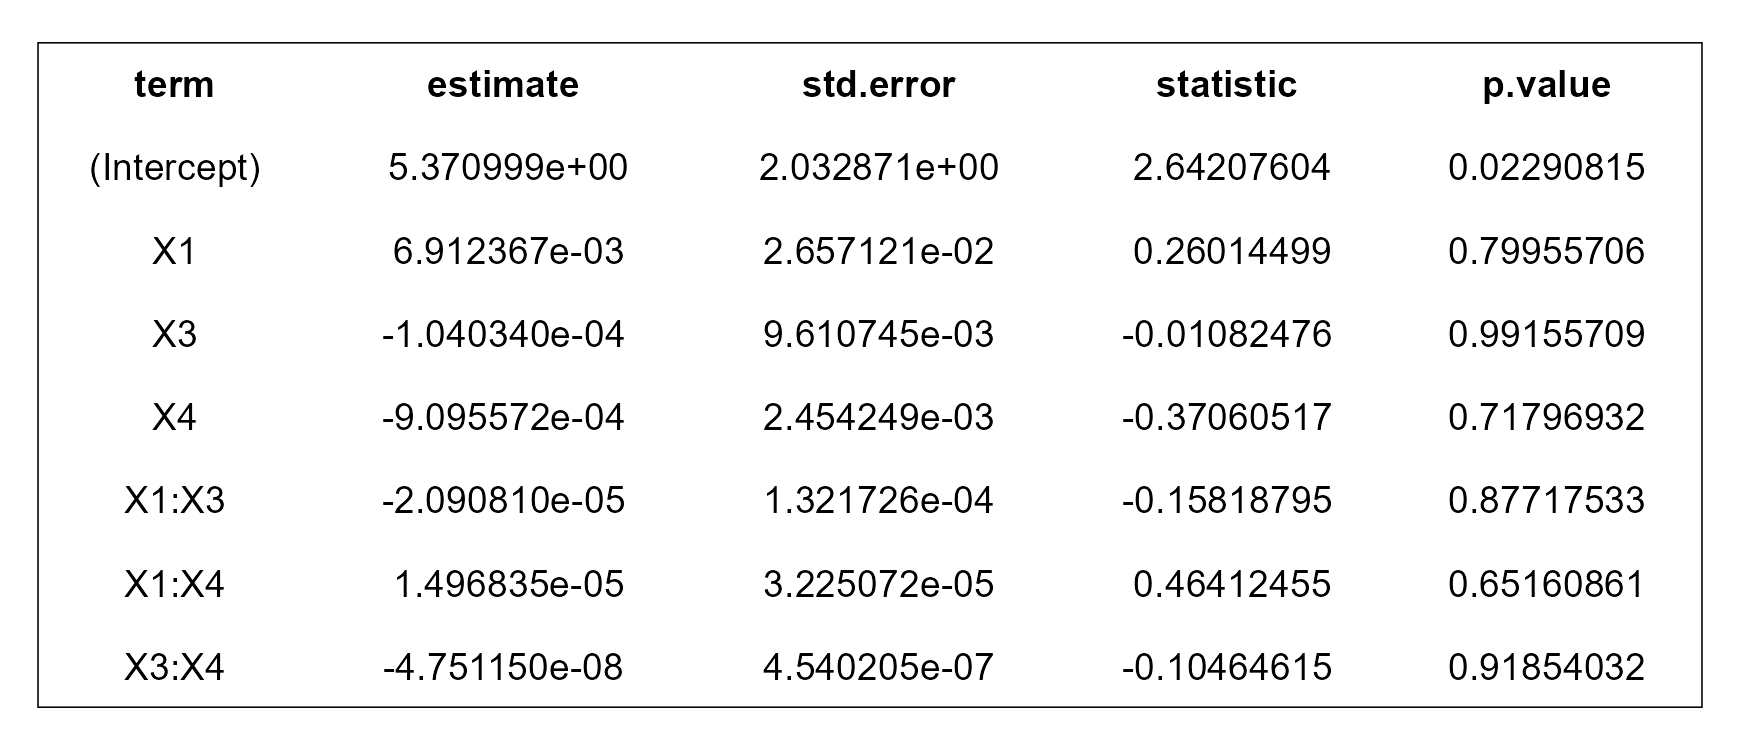 term estimate std.error statistic p.value
(Intercept) 5.370999e+00 2.032871e+00 2.64207604 0.02290815
X1 6.912367e-03 2.657121e-02 0.26014499 0.79955706
X3 -1.040340e-04 9.610745e-03 -0.01082476 0.99155709
X4 -9.095572e-04 2.454249e-03 -0.37060517 0.71796932
X1:X3 -2.090810e-05 1.321726e-04 -0.15818795 0.87717533
X1:X4 1.496835e-05 3.225072e-05 0.46412455 0.65160861
X3:X4 -4.751150e-08 4.540205e-07 -0.10464615 0.91854032